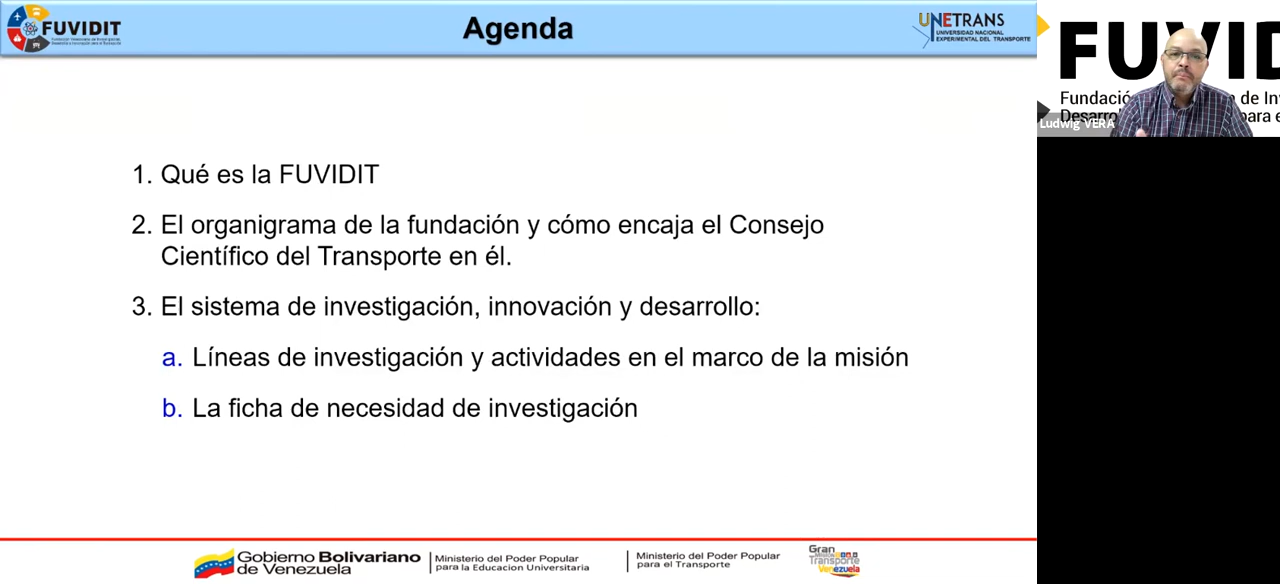 FUVIDIT
Agenda
UNETRANS
UNIVERSIDAD NACIONAL
EXPERIMENTAL DEL TRANSPORTE
1. Qué es la FUVIDIT
2. El organigrama de la fundación y cómo encaja el Consejo
Científico del Transporte en él.
3. El sistema de investigación, innovación y desarrollo:
a. Líneas de investigación y actividades en el marco de la misión
b. La ficha de necesidad de investigación
Gobierno Bolivariano
de Venezuela
Ministerio del Poder Popular
para la Educacion Universitaria
Ministerio del Poder Popular
para el Transporte
Gran
Misión
Transporte
Venezuela
FUVID
Fundació de In
Desarro para e
Ludwig VERA